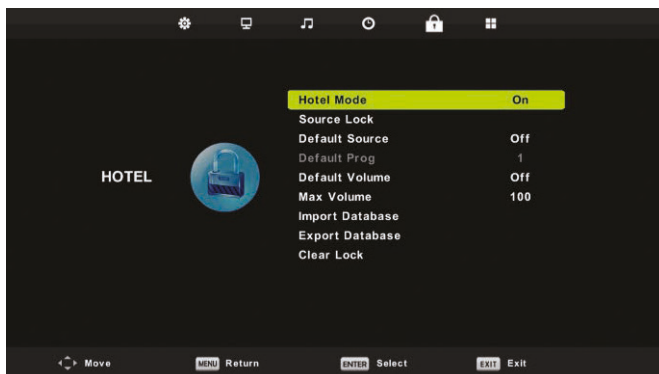 Hotel Mode On
Source Lock
Default Source Off
Default Prog 1
HOTEL
Default Volume Off
Max Volume 100
Import Database
Export Database
Clear Lock
Move MENU Return ENTER Select EXIT Exit